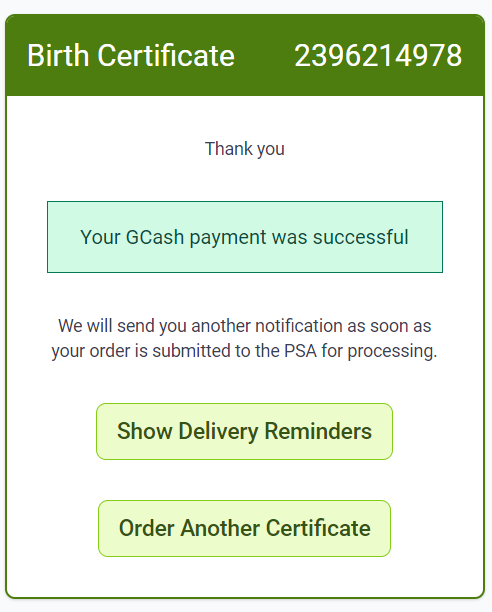 Birth Certificate 2396214978
Thank you
Your GCash payment was successful
We will send you another notification as soon as
your order is submitted to the PSA for processing.
Show Delivery Reminders
Order Another Certificate